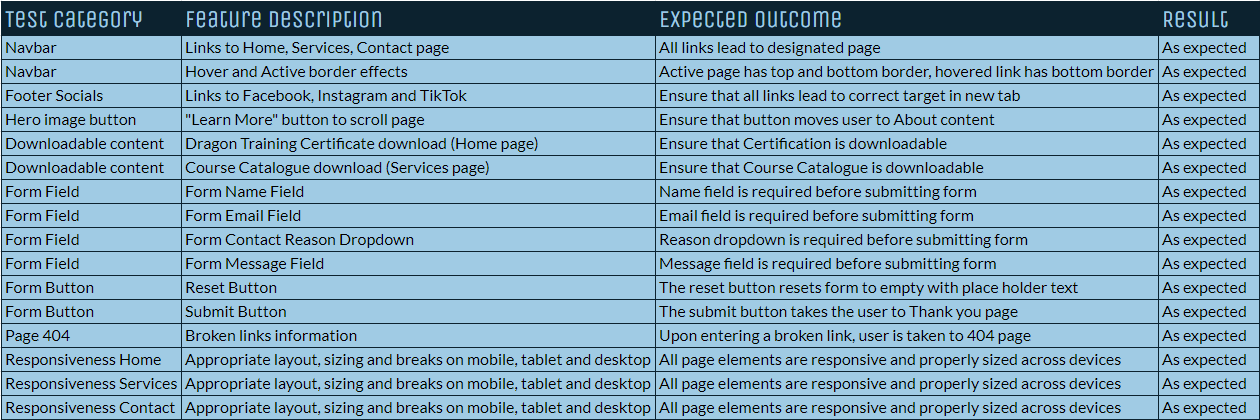 Test Category Feature Description Expected Outcome Result
Navbar Links to Home, Services, Contact page All links lead to designated page As expected
Navbar Hover and Active border effects Active page has top and bottom border, hovered link has bottom border As expected
Footer Socials Links to Facebook, Instagram and TikTok Ensure that all links lead to correct target in new tab As expected
Hero image button "Learn More" button to scroll page Ensure that button moves user to About content As expected
Downloadable content Dragon Training Certificate download (Home page) Ensure that Certification is downloadable As expected
Downloadable content Course Catalogue download (Services page) Ensure that Course Catalogue is downloadable As expected
Form Field Form Name Field Name field is required before submitting form As expected
Form Field Form Email Field Email field is required before submitting form As expected
Form Field Form Contact Reason Dropdown Reason dropdown is required before submitting form As expected
Form Field Form Message Field Message field is required before submitting form As expected
Form Button Reset Button The reset button resets form to empty with place holder text As expected
Form Button Submit Button The submit button takes the user to Thank you page As expected
Page 404 Broken links information Upon entering a broken link, user is taken to 404 page As expected
Responsiveness Home Appropriate layout, sizing and breaks on mobile, tablet and desktop All page elements are responsive and properly sized across devices As expected
Responsiveness Services Appropriate layout, sizing and breaks on mobile, tablet and desktop All page elements are responsive and properly sized across devices As expected
Responsiveness Contact Appropriate layout, sizing and breaks on mobile, tablet and desktop All page elements are responsive and properly sized across devices As expected